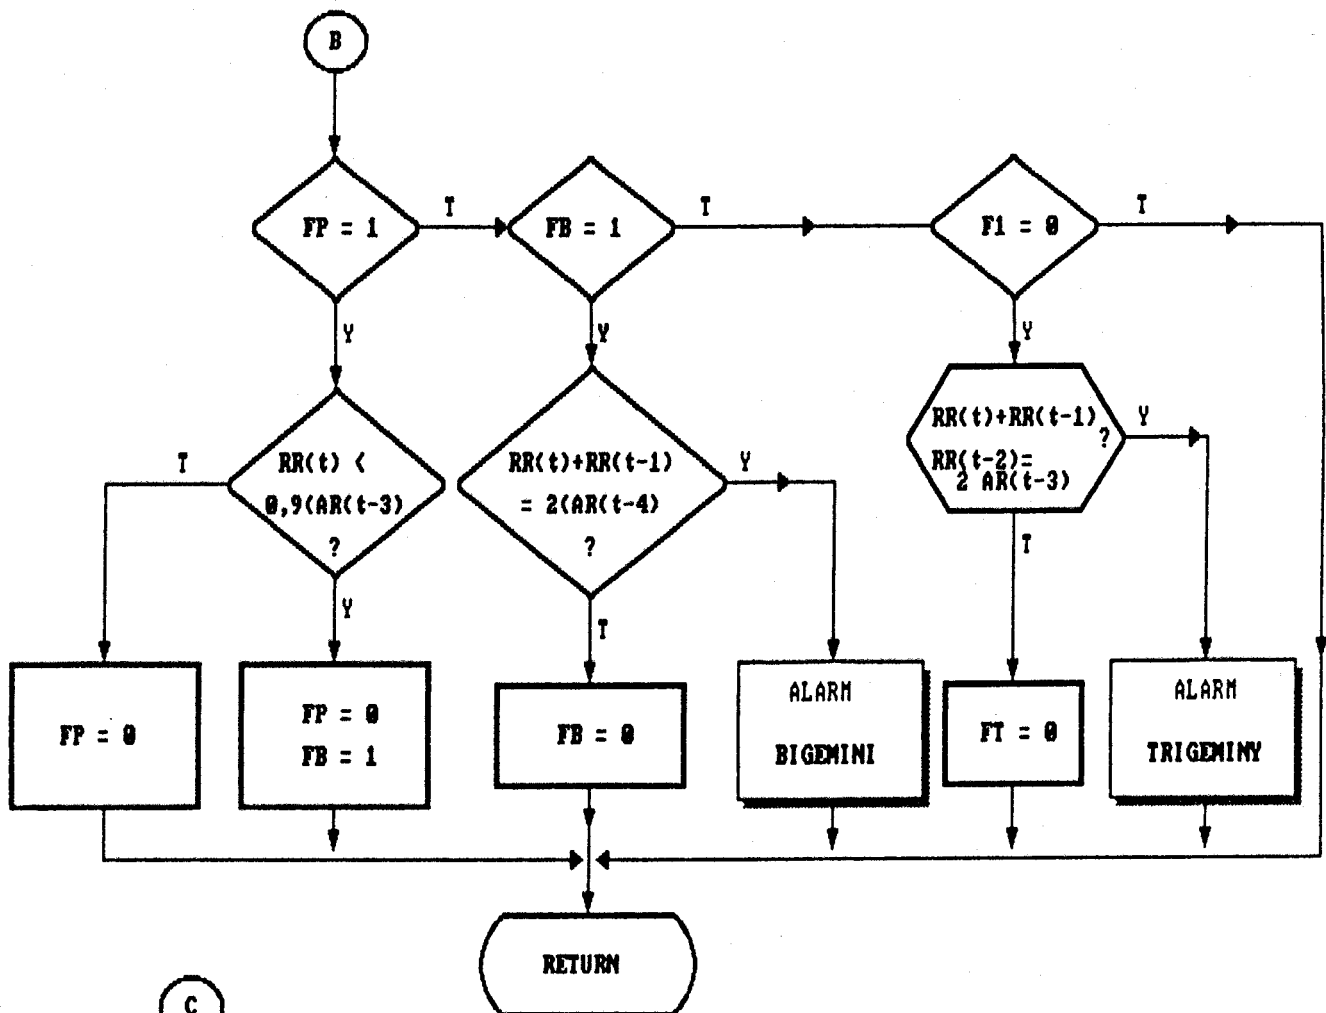 B
FP = 1
T
FB = 1
T
F1 = 0
T
Y
Y
Y
RR(t) <
0,9(AR(t-3)
?
T
Y
RR(t)+RR(t-1)
= 2(AR(t-4)
?
Y
T
RR(t)+RR(t-1)
?
RR(t-2)=
2 AR(t-3)
Y
T
FP = 0
FP = 0
FB = 1
FB = 0
ALARM
BIGEMINI
FT = 0
ALARM
TRIGEMINY
RETURN
C